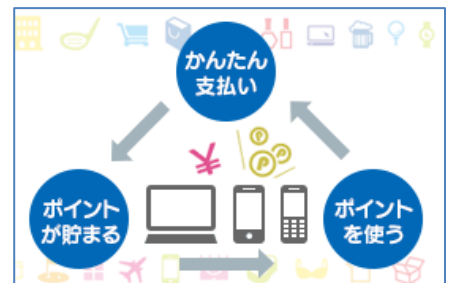 かんたん
支払い
ポイント
が貯まる
ポイント
を使う